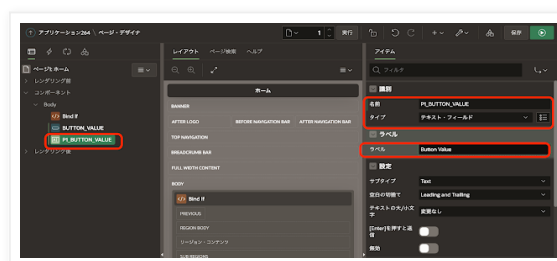 アプリケーション264 \ ページ・デザイナ
1
実行
保存
ページ1: ホーム
レンダリング前
コンポーネント
Body
Bind If
BUTTON_VALUE
P1_BUTTON_VALUE
レンダリング後
レイアウト ページ検索 ヘルプ
ホーム
BANNER
AFTER LOGO BEFORE NAVIGATION BAR AFTER NAVIGATION BAR
TOP NAVIGATION
BREADCRUMB BAR
FULL WIDTH CONTENT
BODY
Bind If
PREVIOUS
REGION BODY
リージョン・コンテンツ
SUB REGIONS
アイテム
フィルタ
識別
名前 P1_BUTTON_VALUE
タイプ テキスト・フィールド
ラベル
ラベル Button Value
設定
サブタイプ Text
空白の切捨て Leading and Trailing
テキストの大/小文字 変更なし
[Enter]を押すと送信
無効